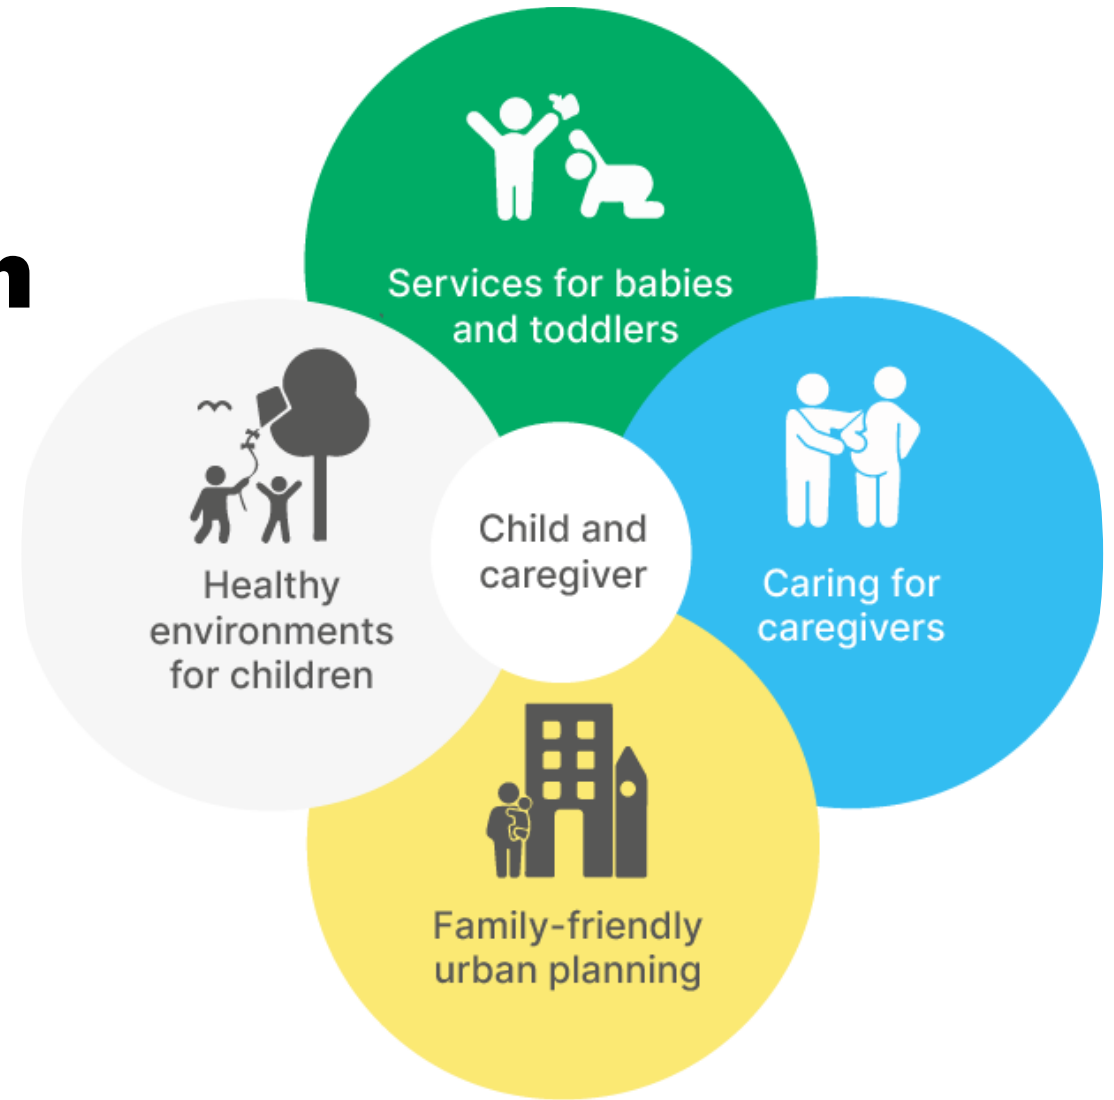 n
Services for babies
and toddlers
Healthy
environments
for children
Child and
caregiver
Caring for
caregivers
Family-friendly
urban planning